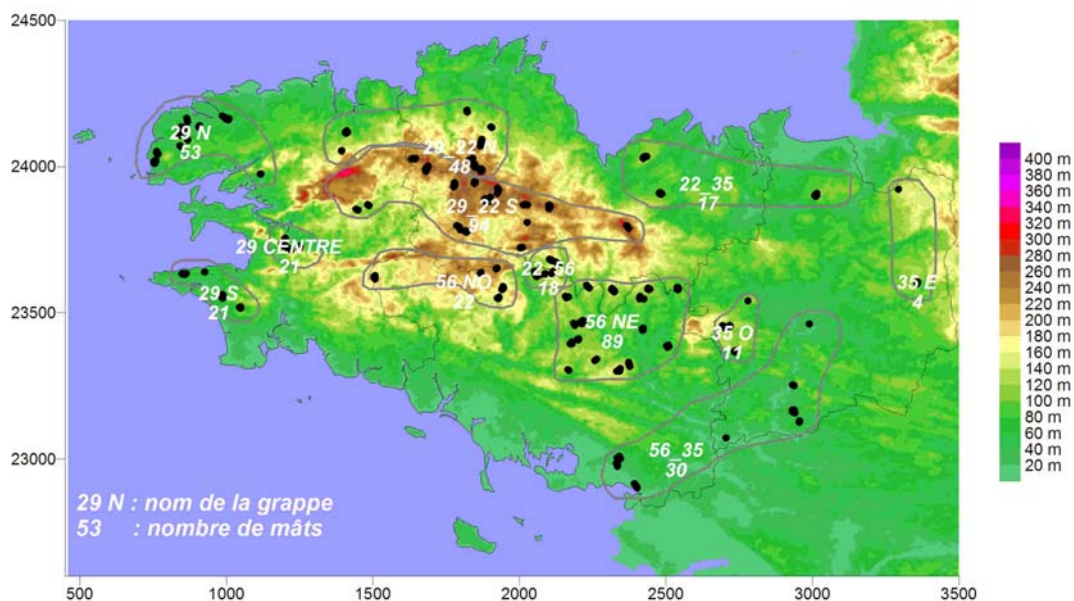 24500
24000
23500
23000
500
1000
1500
2000
2500
3000
3500
29 N
53
29_22 N
48
29_22 S
94
22_35
17
29 CENTRE
21
29 S
21
56 NO
22
22_56
18
56 NE
89
35 O
11
35 E
4
56_35
30
29 N : nom de la grappe
53 : nombre de mâts
400 m
380 m
360 m
340 m
320 m
300 m
280 m
260 m
240 m
220 m
200 m
180 m
160 m
140 m
120 m
100 m
80 m
60 m
40 m
20 m